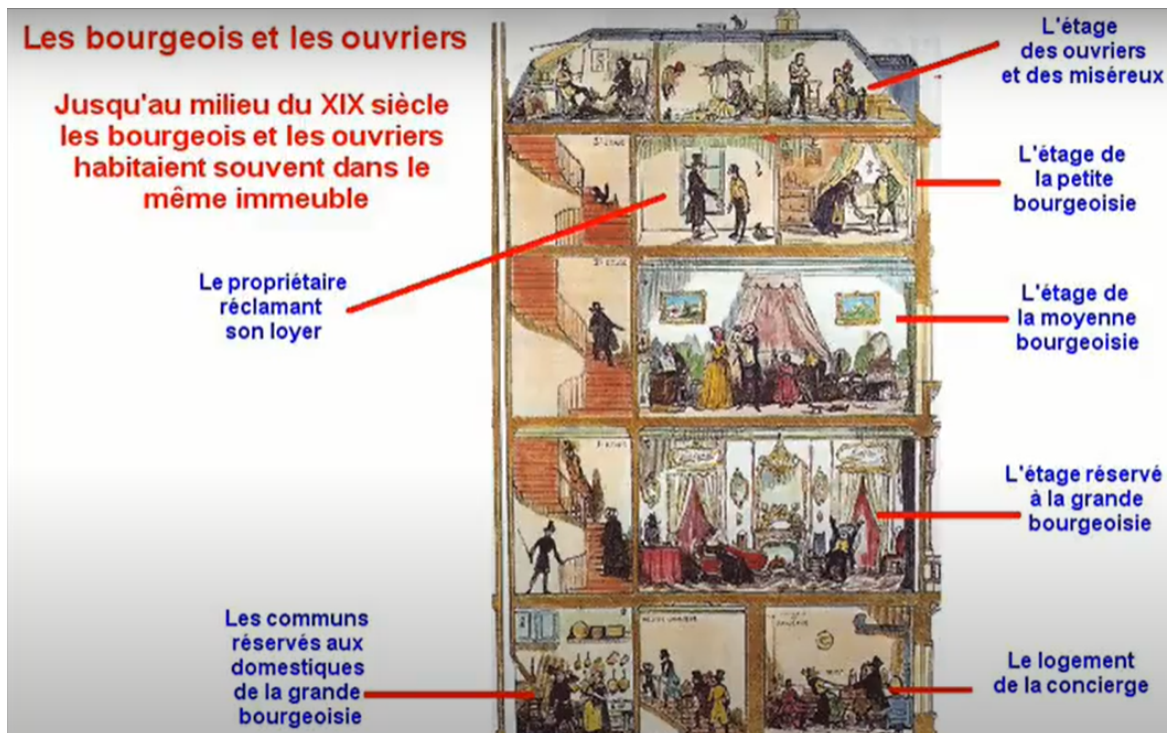 Les bourgeois et les ouvriers
Jusqu'au milieu du XIX siècle
les bourgeois et les ouvriers
habitaient souvent dans le
même immeuble
L'étage
des ouvriers
et des miséreux
L'étage de
la petite
bourgeoisie
Le propriétaire
réclamant
son loyer
L'étage de
la moyenne
bourgeoisie
L'étage réservé
à la grande
bourgeoisie
Les communs
réservés aux
domestiques
de la grande
bourgeoisie
Le logement
de la concierge